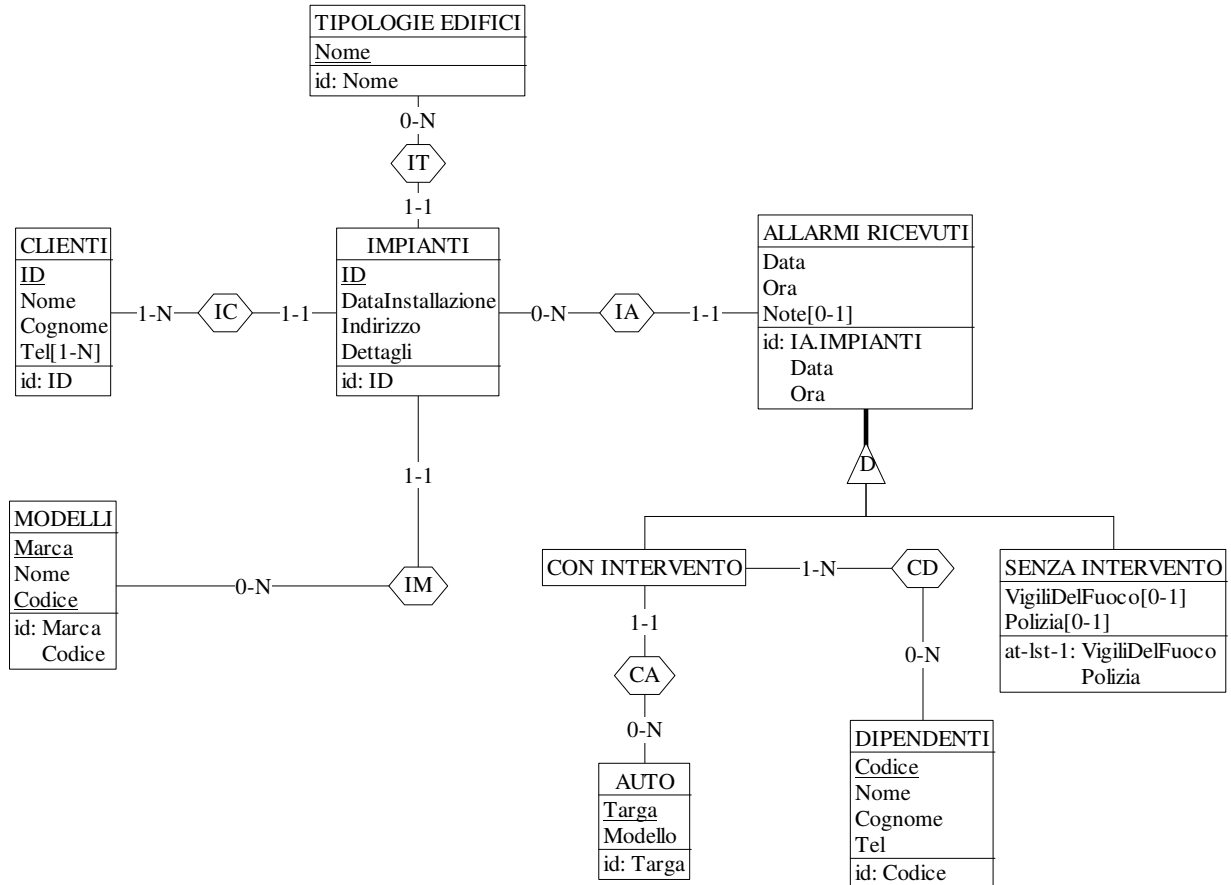 TIPOLOGIE EDIFICI
Nome
id: Nome
0-N
IT
1-1
CLIENTI
ID
Nome
Cognome
Tel[1-N]
id: ID
1-N
IC
1-1
IMPIANTI
ID
DataInstallazione
Indirizzo
Dettagli
id: ID
0-N
IA
1-1
ALLARMI RICEVUTI
Data
Ora
Note[0-1]
id: IA.IMPIANTI
Data
Ora
D
1-1
MODELLI
Marca
Nome
Codice
id: Marca
Codice
0-N
IM
CON INTERVENTO
1-N
CD
SENZA INTERVENTO
VigiliDelFuoco[0-1]
Polizia[0-1]
at-lst-1: VigiliDelFuoco
Polizia
1-1
CA
0-N
0-N
AUTO
Targa
Modello
id: Targa
DIPENDENTI
Codice
Nome
Cognome
Tel
id: Codice